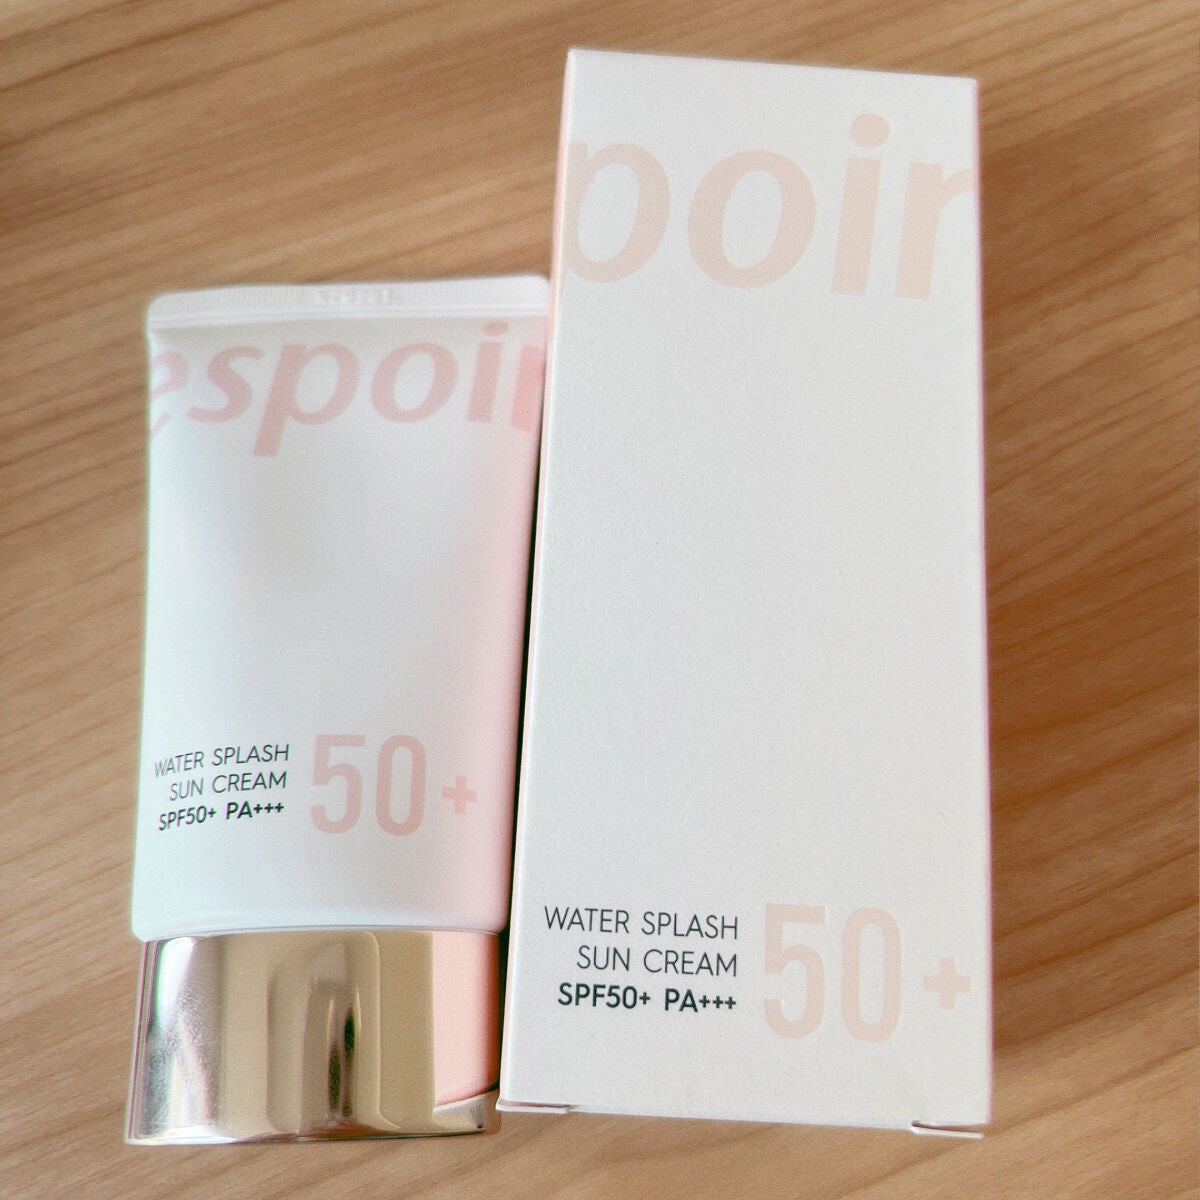 espoir
WATER SPLASH
SUN CREAM
SPF50+ PA+++
50+
poir
WATER SPLASH
SUN CREAM
SPF50+ PA+++
50+